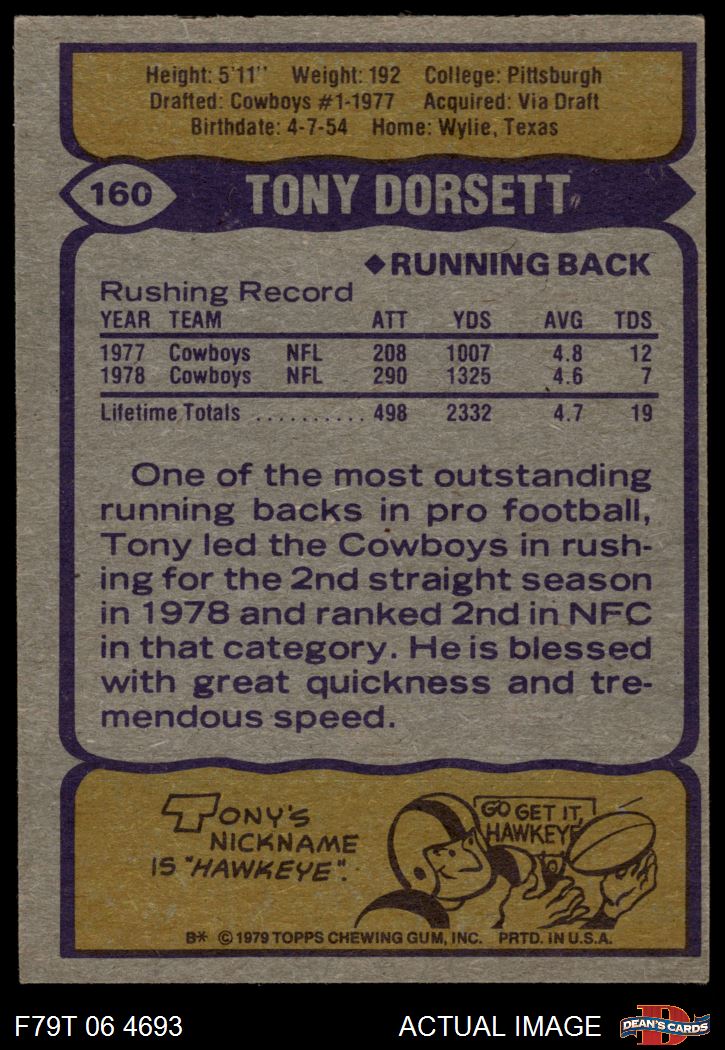 Height: 5'11" Weight: 192 College: Pittsburgh
Drafted: Cowboys #1-1977 Acquired: Via Draft
Birthdate: 4-7-54 Home: Wylie, Texas
160 TONY DORSETT
◆RUNNING BACK
Rushing Record
YEAR TEAM ATT YDS AVG TDS
1977 Cowboys NFL 208 1007 4.8 12
1978 Cowboys NFL 290 1325 4.6 7
Lifetime Totals .......... 498 2332 4.7 19
One of the most outstanding
running backs in pro football,
Tony led the Cowboys in rush-
ing for the 2nd straight season
in 1978 and ranked 2nd in NFC
in that category. He is blessed
with great quickness and tre-
mendous speed.
TONY'S
NICKNAME
IS "HAWKEYE".
GO GET IT,
HAWKEYE
B* © 1979 TOPPS CHEWING GUM, INC. PRTD. IN U.S.A.
F79T 06 4693 ACTUAL IMAGE
D
DEAN'S CARDS